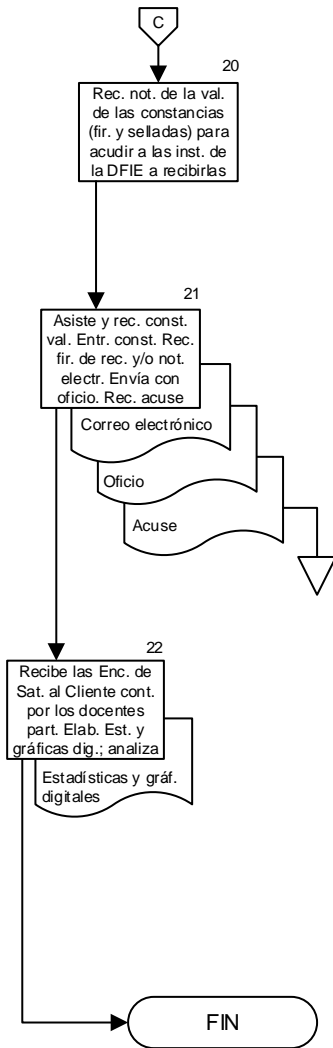 C
20
Rec. not. de la val.
de las constancias
(fir. y selladas) para
acudir a las inst. de
la DFIE a recibirlas
21
Asiste y rec. const.
val. Entr. const. Rec.
fir. de rec. y/o not.
electr. Envía con
oficio. Rec. acuse
Correo electrónico
Oficio
Acuse
22
Recibe las Enc. de
Sat. al Cliente cont.
por los docentes
part. Elab. Est. y
gráficas dig.; analiza
Estadísticas y gráf.
digitales
FIN